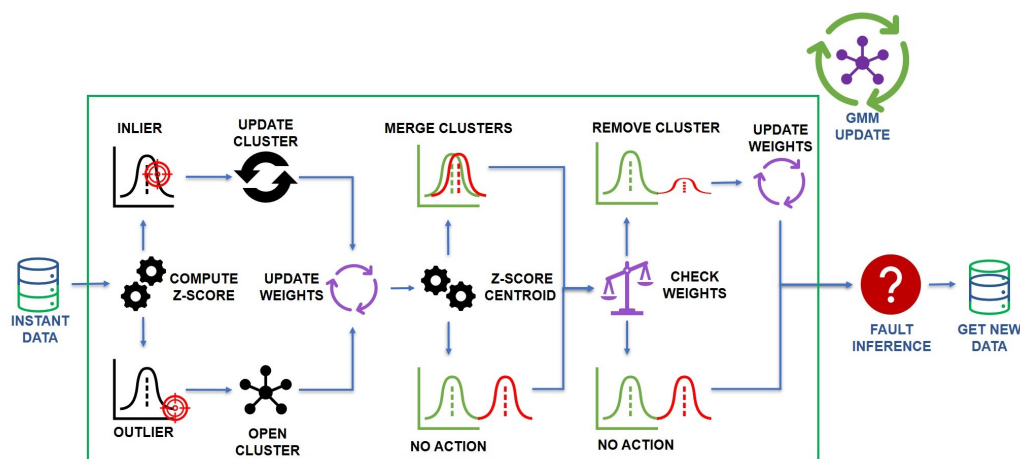 GMM
UPDATE
INLIER
UPDATE
CLUSTER
MERGE CLUSTERS
REMOVE CLUSTER
UPDATE
WEIGHTS
INSTANT
DATA
COMPUTE
Z-SCORE
UPDATE
WEIGHTS
Z-SCORE
CENTROID
CHECK
WEIGHTS
?
FAULT
INFERENCE
GET NEW
DATA
OUTLIER
OPEN
CLUSTER
NO ACTION
NO ACTION